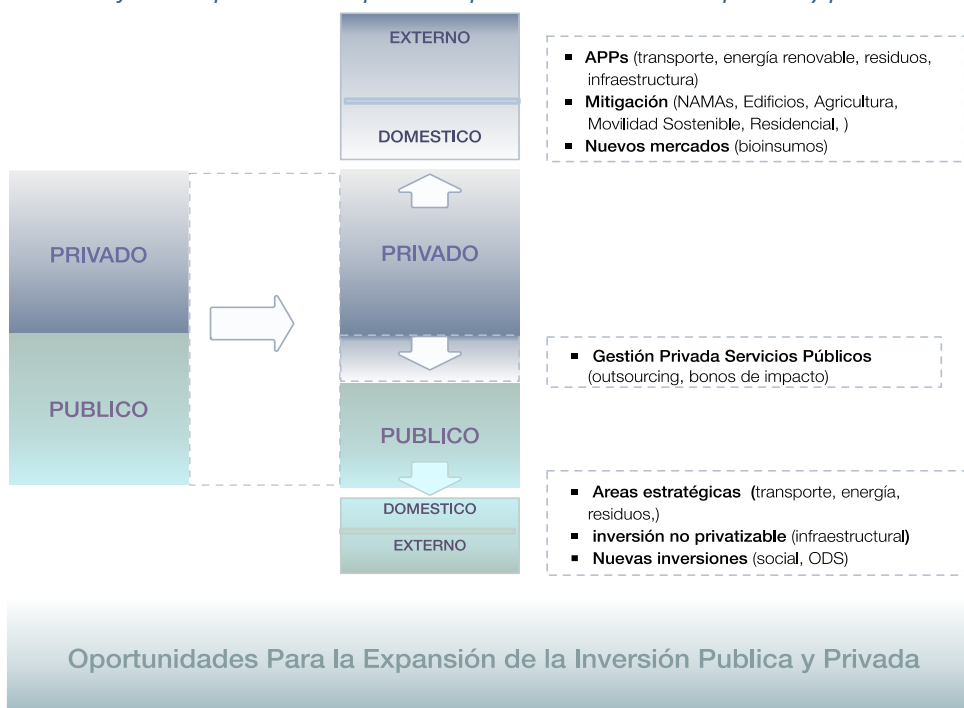 EXTERNO
DOMESTICO
▪ APPs (transporte, energía renovable, residuos,
infraestructura)
▪ Mitigación (NAMAs, Edificios, Agricultura,
Movilidad Sostenible, Residencial, )
▪ Nuevos mercados (bioinsumos)
PRIVADO
PRIVADO
▪ Gestión Privada Servicios Públicos
(outsourcing, bonos de impacto)
PUBLICO
PUBLICO
DOMESTICO
EXTERNO
▪ Areas estratégicas (transporte, energía,
residuos,)
▪ inversión no privatizable (infraestructural)
▪ Nuevas inversiones (social, ODS)
Oportunidades Para la Expansión de la Inversión Publica y Privada